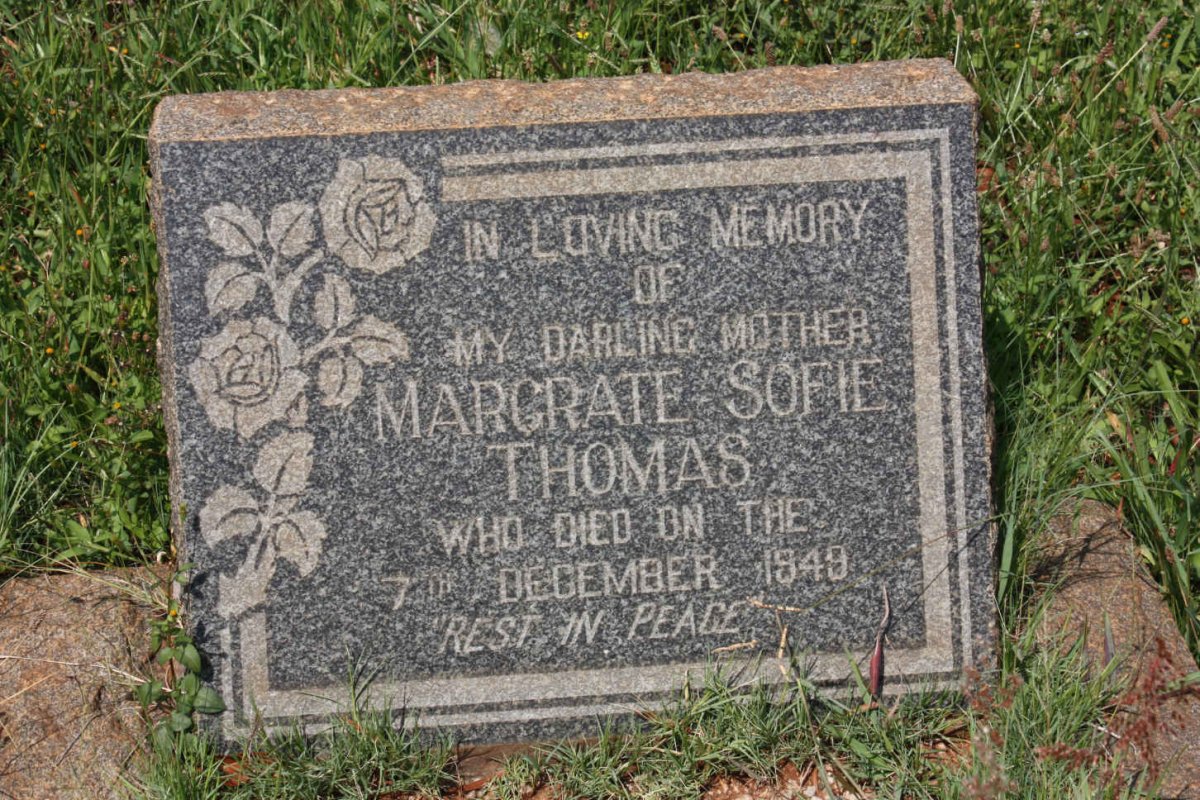 IN LOVING MEMORY
OF
MY DARLING MOTHER
MARGRATE SOFIE
THOMAS
WHO DIED ON THE
7TH DECEMBER 1949
"REST IN PEACE"